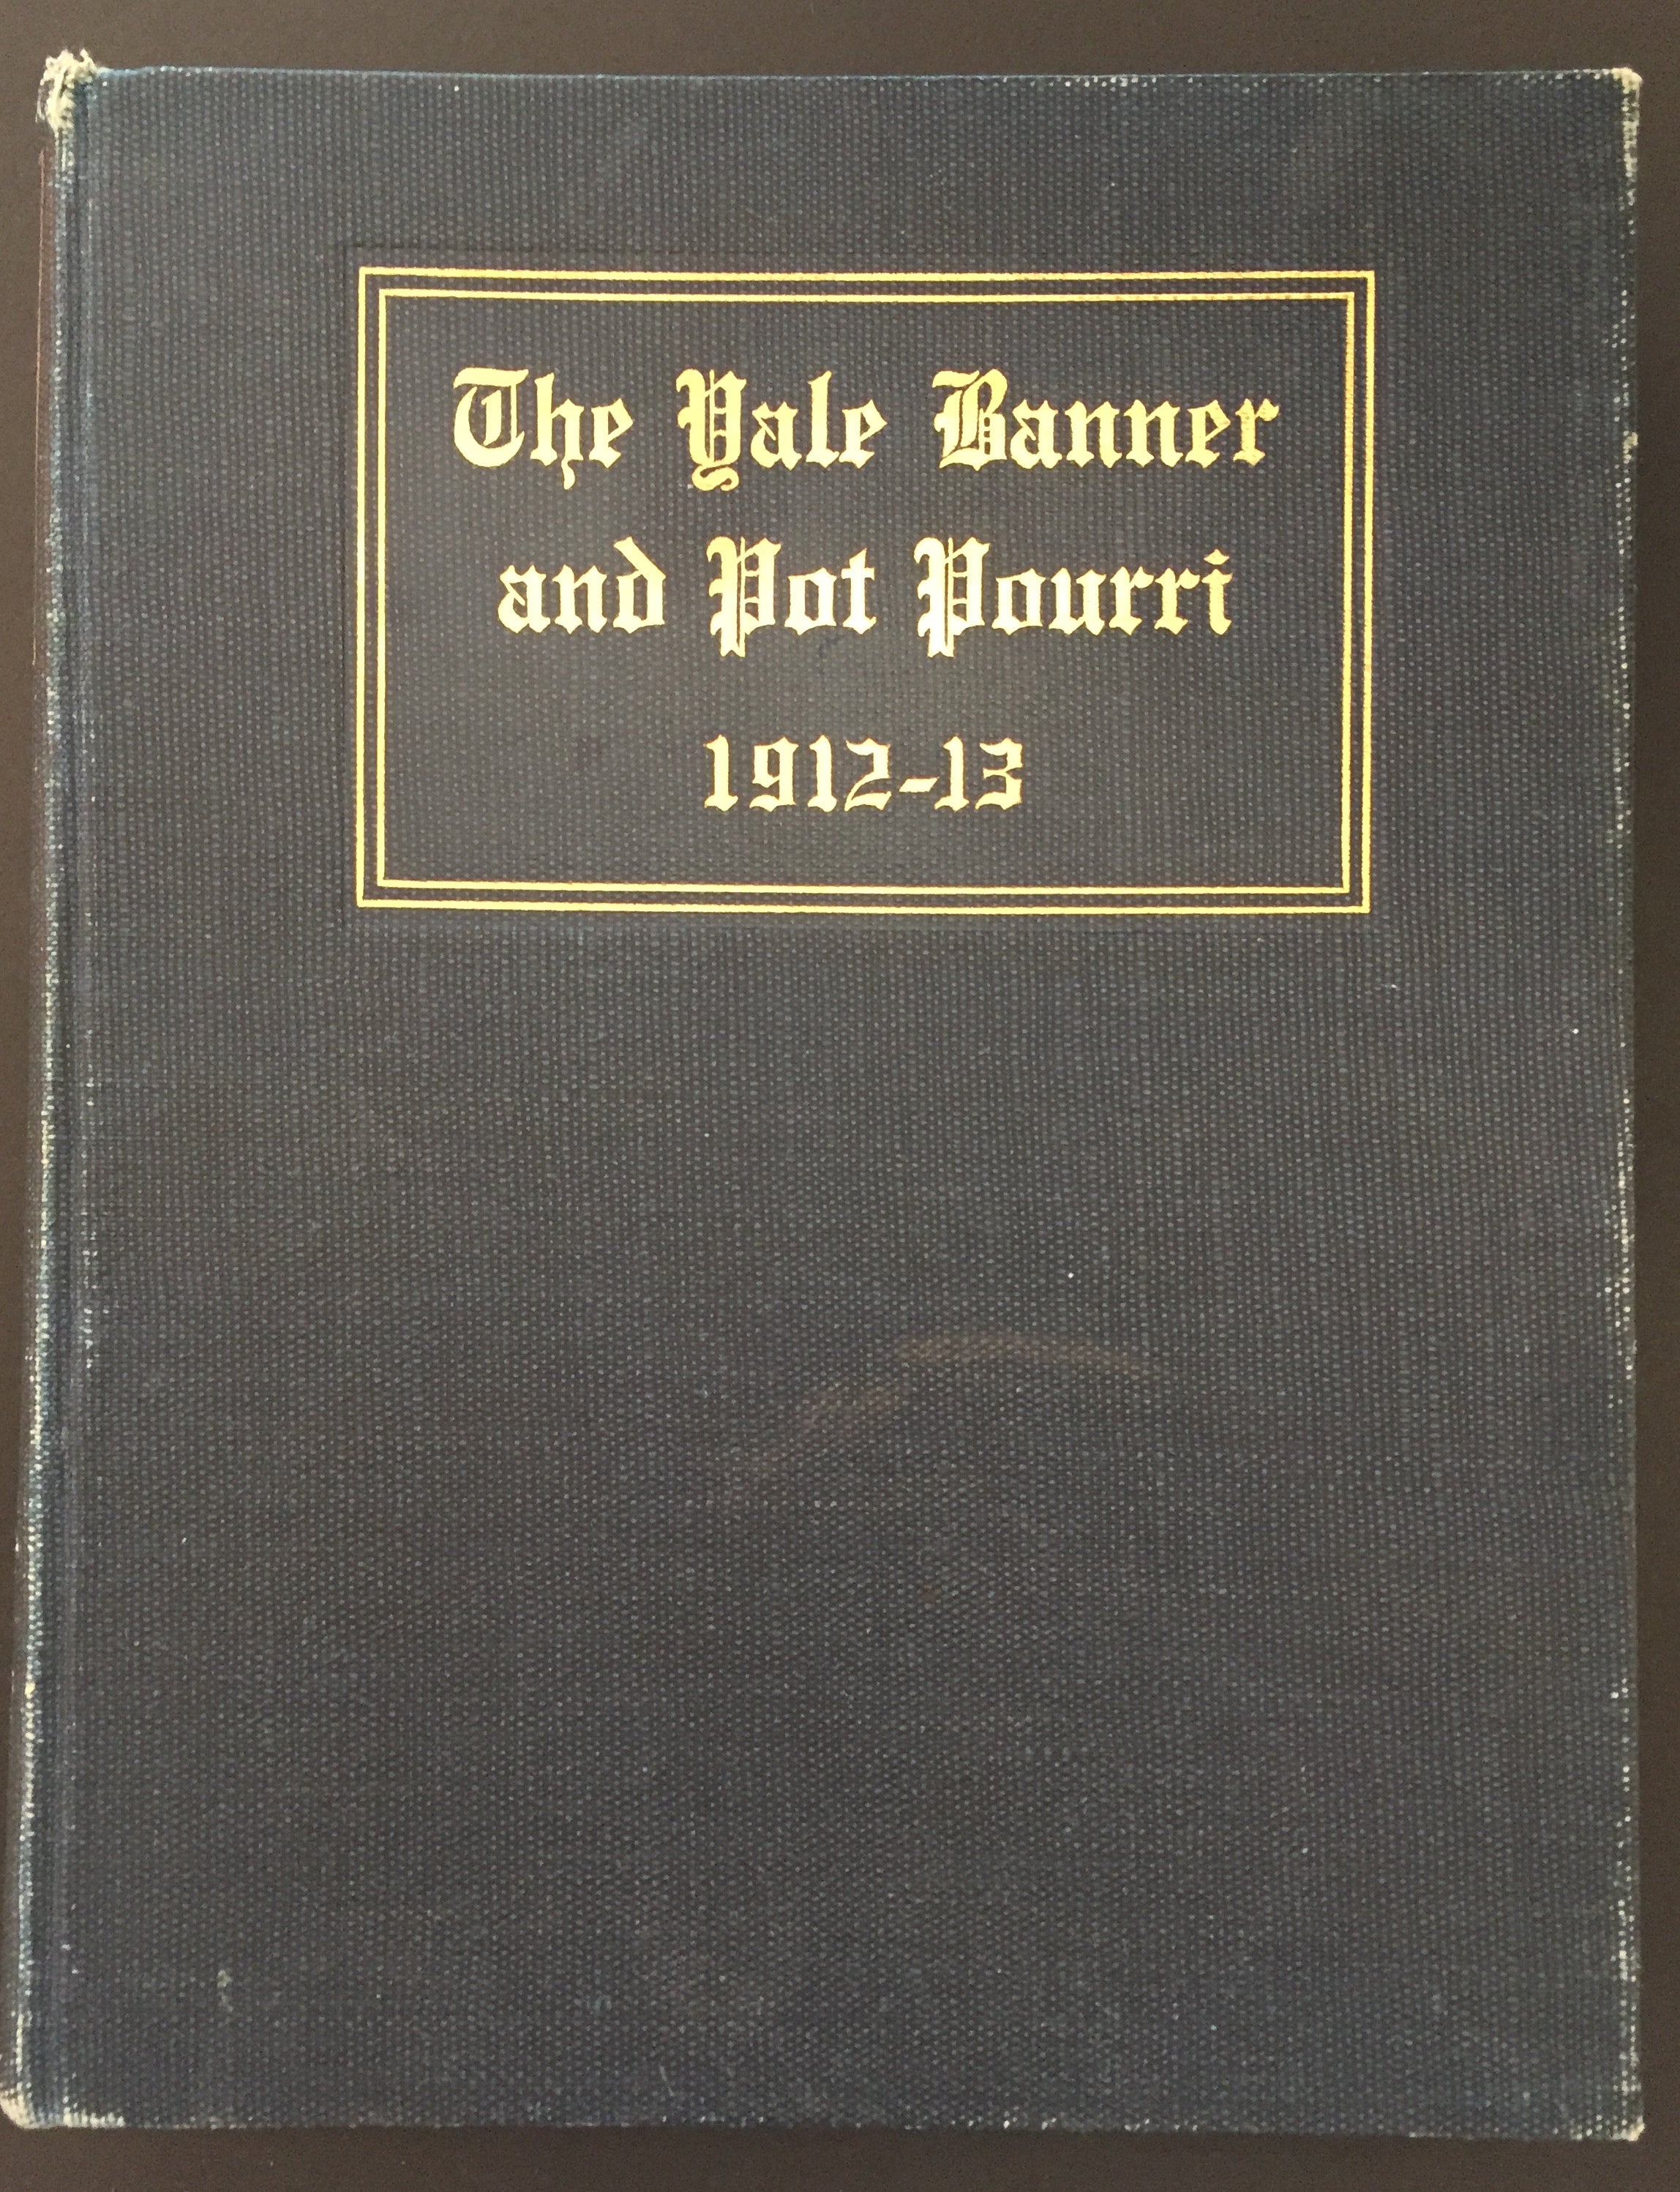 The Yale Banner
and Pot Pourri
1912-13